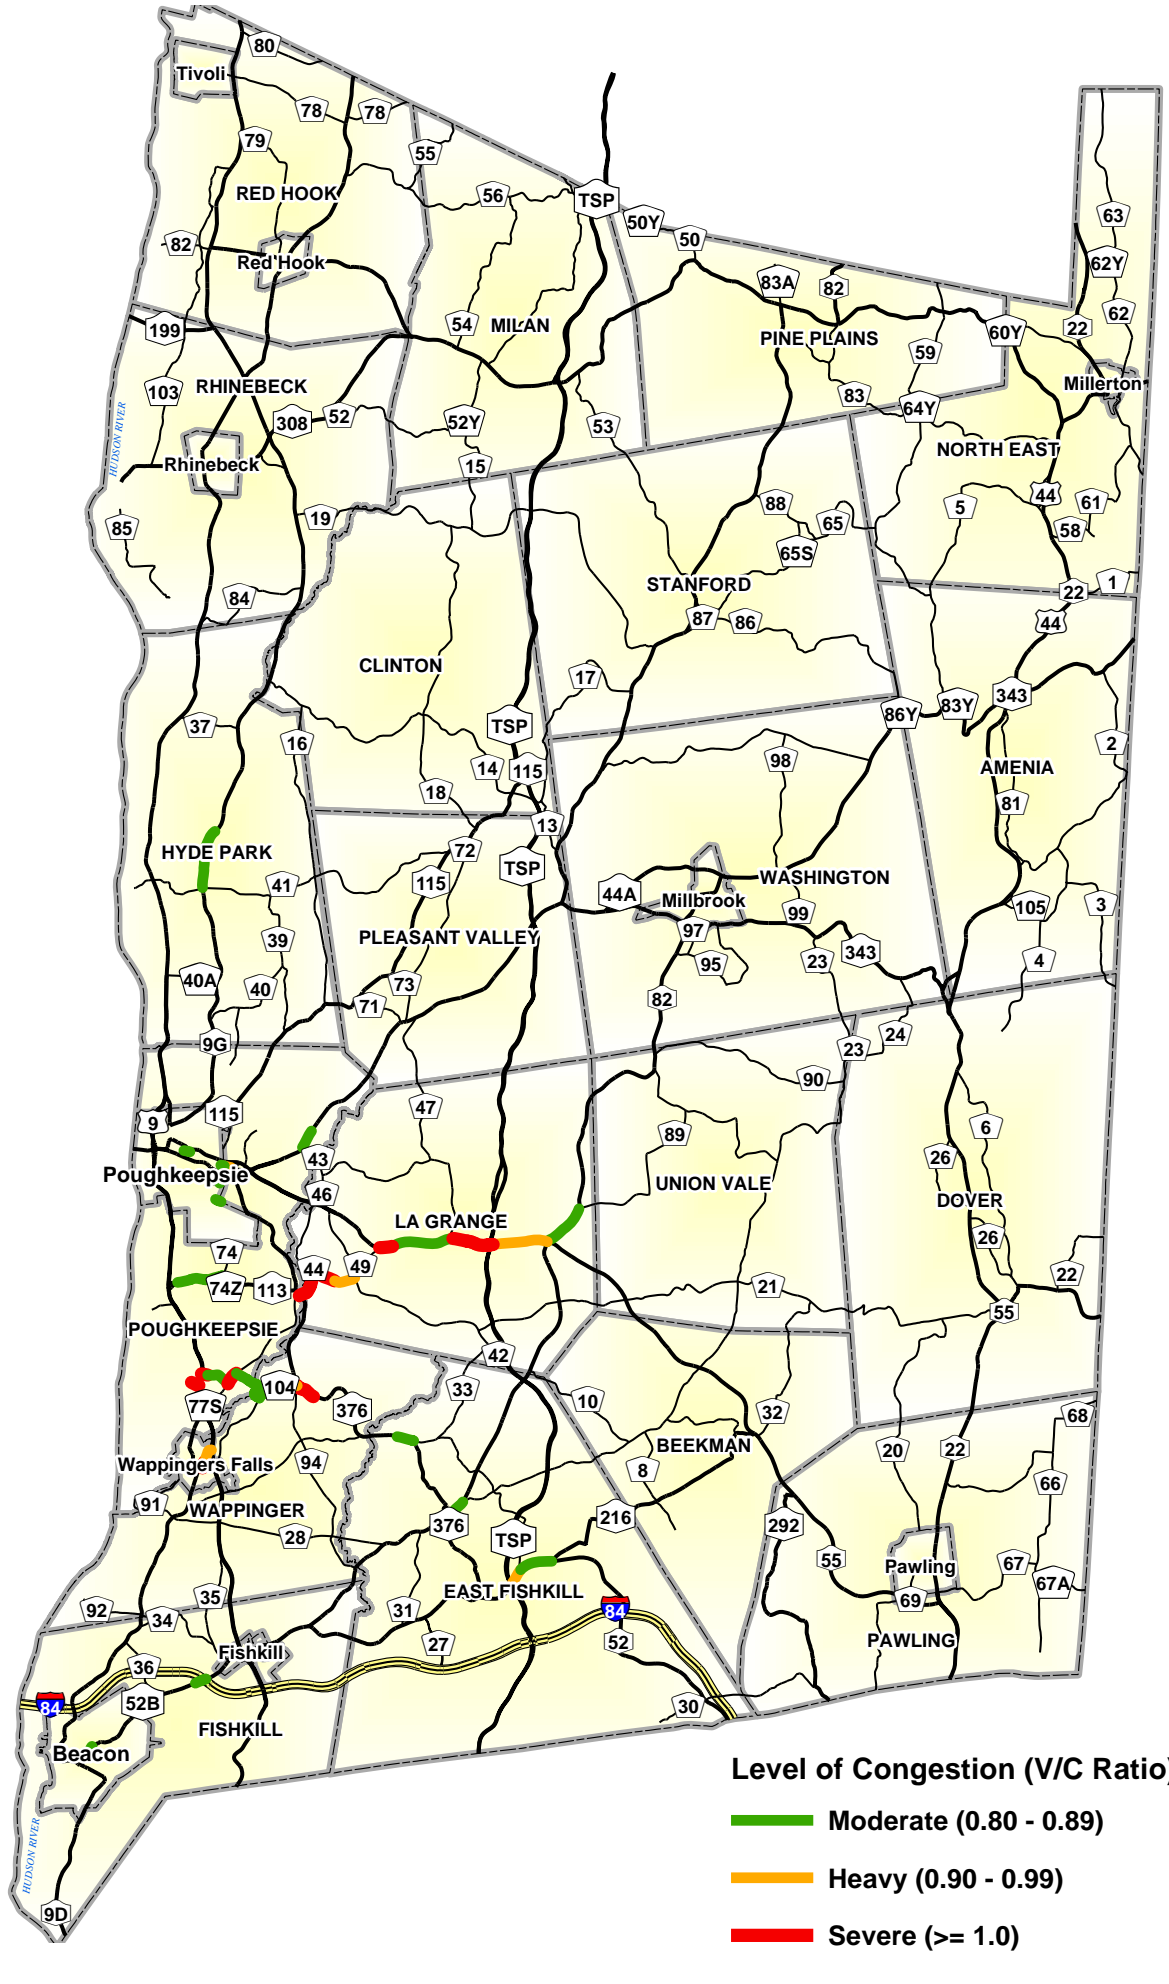 80
Tivoli
78
78
79
55
RED HOOK
56
TSP
63
50Y
50
82
Red Hook
62Y
83A
82
199
54
MILAN
62
22
60Y
PINE PLAINS
59
Millerton
103
RHINEBECK
HUDSON RIVER
308
52
52Y
53
83
64Y
Rhinebeck
15
NORTH EAST
44
88
5
61
85
19
65
58
65S
STANFORD
84
22
1
87
86
44
CLINTON
17
343
83Y
86Y
37
16
TSP
2
14
115
98
AMENIA
18
81
13
HYDE PARK
72
TSP
41
115
44A
WASHINGTON
Millbrook
105
3
99
97
39
PLEASANT VALLEY
343
95
23
4
40A
40
73
82
71
24
9G
23
90
47
115
9
6
89
43
26
Poughkeepsie
46
UNION VALE
DOVER
LA GRANGE
26
74
44
49
22
74Z
113
21
55
POUGHKEEPSIE
42
104
33
10
77S
376
32
68
BEEKMAN
20
22
Wappingers Falls
94
8
66
91
WAPPINGER
376
216
292
28
TSP
55
Pawling
67
EAST FISHKILL
67A
35
69
92
34
31
84
27
52
PAWLING
Fishkill
36
84
52B
30
FISHKILL
Beacon
Level of Congestion (V/C Ratio)
Moderate (0.80 - 0.89)
HUDSON RIVER
Heavy (0.90 - 0.99)
9D
Severe (>= 1.0)